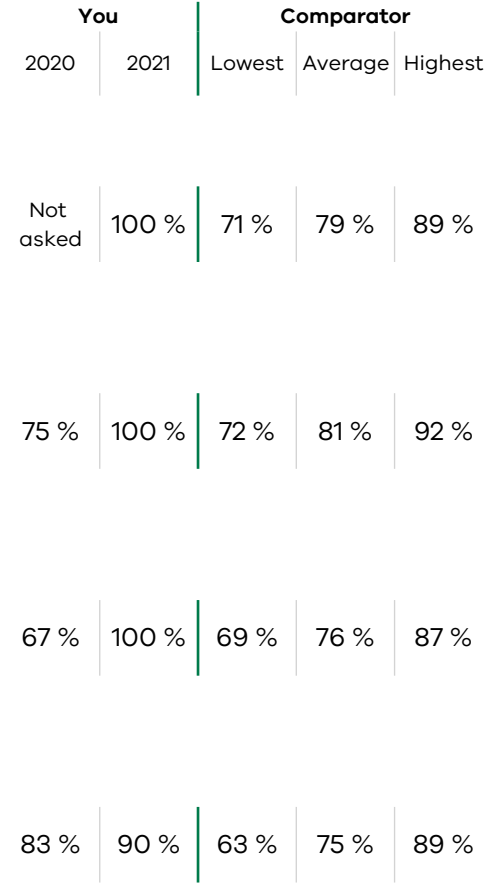 You Comparator
2020 2021 Lowest Average Highest
Not asked 100 % 71 % 79 % 89 %
75 % 100 % 72 % 81 % 92 %
67 % 100 % 69 % 76 % 87 %
83 % 90 % 63 % 75 % 89 %